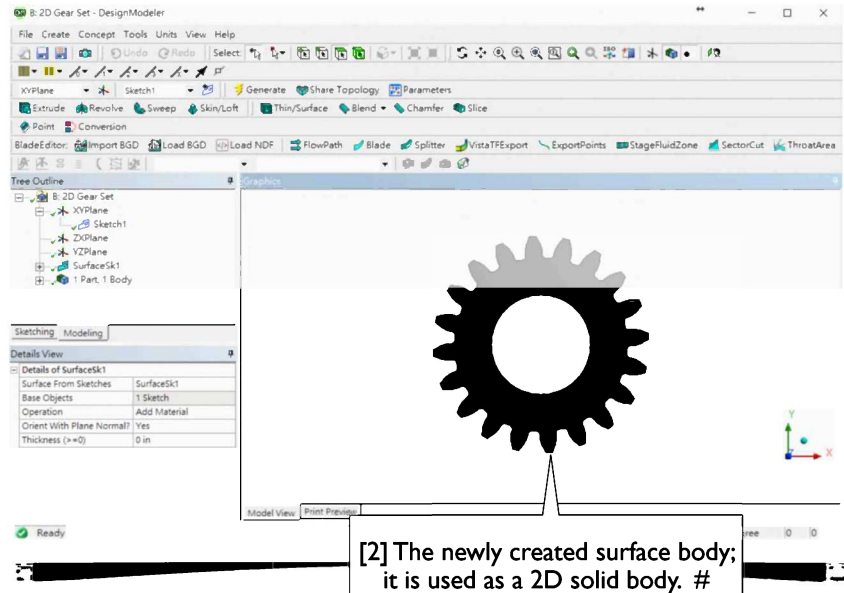 B: 2D Gear Set - DesignModeler
File Create Concept Tools Units View Help
Undo Redo Select:
XYPlane Sketch1 Generate Share Topology Parameters
Extrude Revolve Sweep Skin/Loft Thin/Surface Blend Chamfer Slice
Point Conversion
BladeEditor: Import BGD Load BGD Load NDF FlowPath Blade Splitter VistaTFExport ExportPoints StageFluidZone SectorCut ThroatArea
Tree Outline
Graphics
B: 2D Gear Set
XYPlane
Sketch1
ZXPlane
YZPlane
SurfaceSk1
1 Part, 1 Body
Sketching Modeling
Details View
Details of SurfaceSk1
Surface From Sketches SurfaceSk1
Base Objects 1 Sketch
Operation Add Material
Orient With Plane Normal? Yes
Thickness (>=0) 0 in
Y
X
Model View Print Preview
Ready
0 0
[2] The newly created surface body;
it is used as a 2D solid body. #